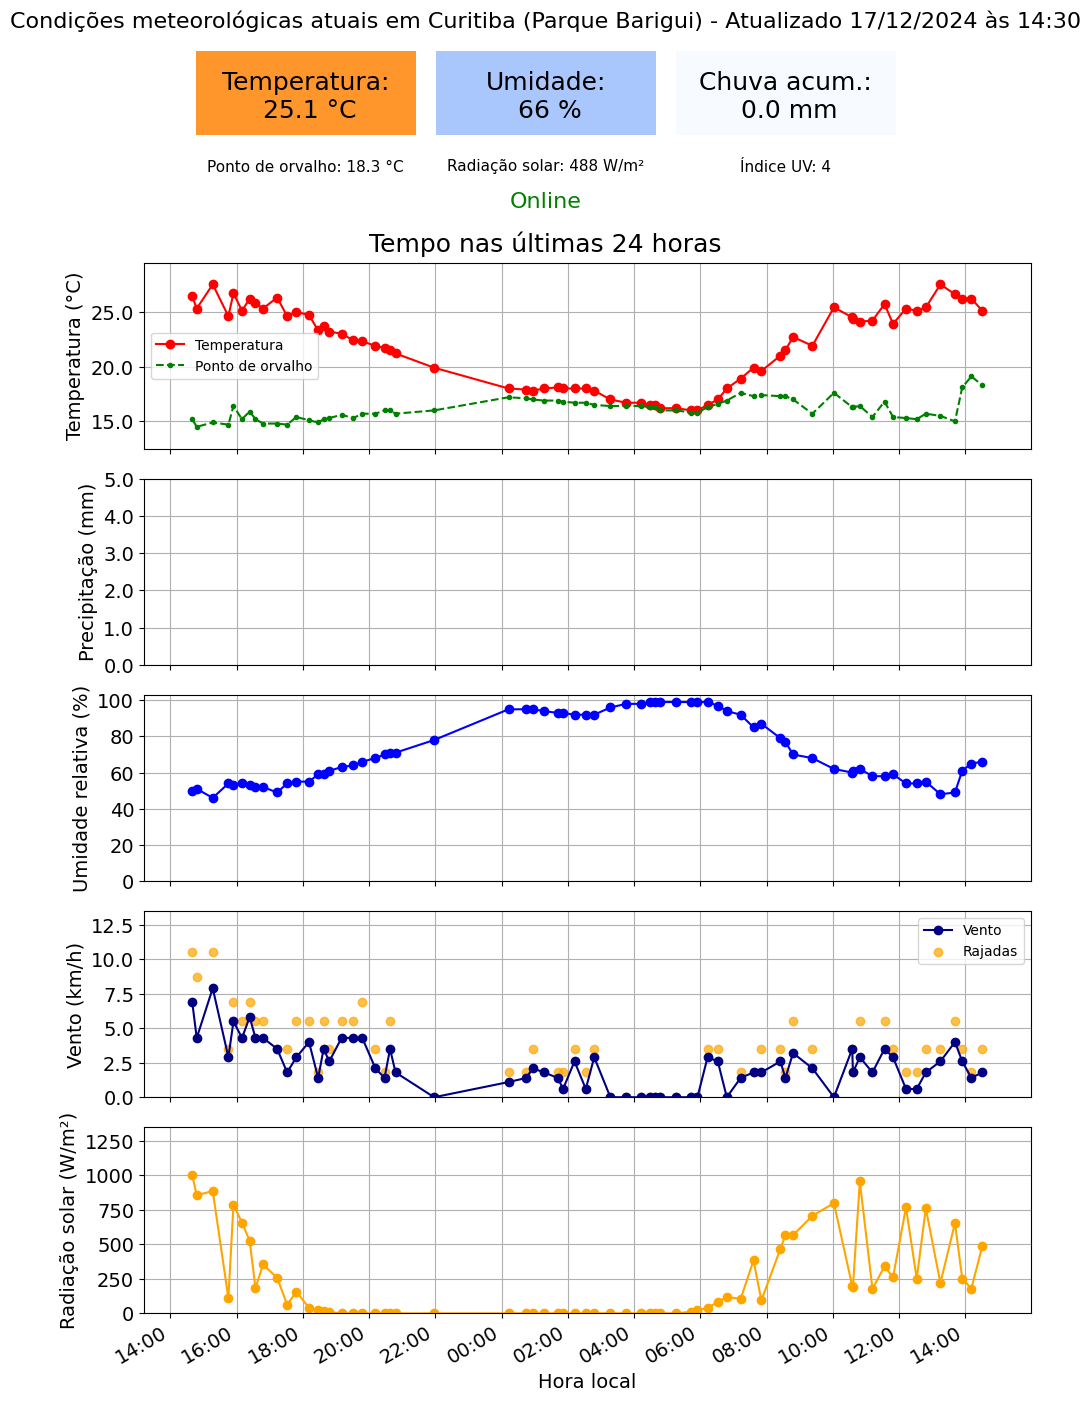 Condições meteorológicas atuais em Curitiba (Parque Barigui) - Atualizado 17/12/2024 às 14:30
Temperatura:
25.1 °C
Umidade:
66 %
Chuva acum.:
0.0 mm
Ponto de orvalho: 18.3 °C
Radiação solar: 488 W/m²
Índice UV: 4
Online
Tempo nas últimas 24 horas
Temperatura (°C)
25.0
20.0
15.0
Temperatura
Ponto de orvalho
Precipitação (mm)
5.0
4.0
3.0
2.0
1.0
0.0
Umidade relativa (%)
100
80
60
40
20
0
Vento (km/h)
12.5
10.0
7.5
5.0
2.5
0.0
Vento
Rajadas
Radiação solar (W/m²)
1250
1000
750
500
250
0
14:00
16:00
18:00
20:00
22:00
00:00
02:00
04:00
06:00
08:00
10:00
12:00
14:00
Hora local